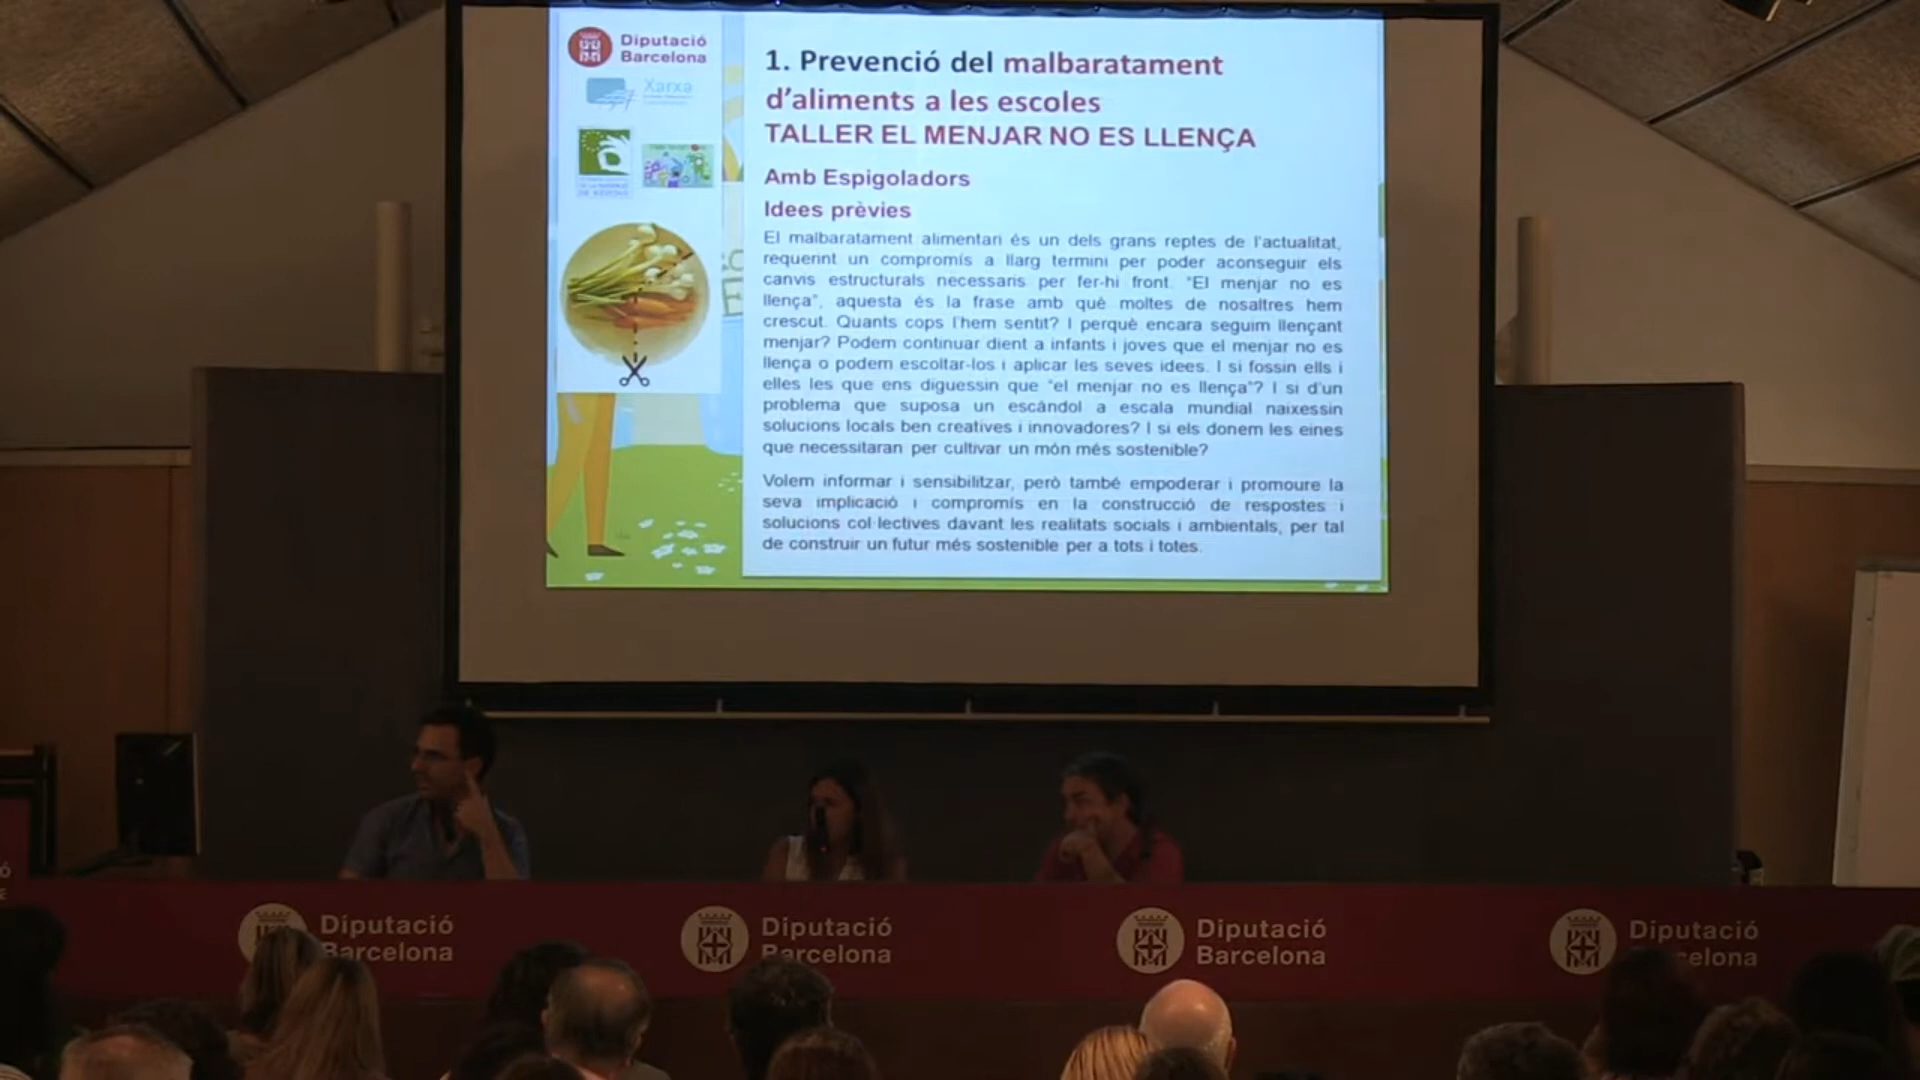 Diputació
Barcelona
Xarxa
1. Prevenció del malbaratament
d'aliments a les escoles
TALLER EL MENJAR NO ES LLENÇA
Amb Espigoladors
Idees prèvies
El malbaratament alimentari és un dels grans reptes de l'actualitat,
requerint un compromís a llarg termini per poder aconseguir els
canvis estructurals necessaris per fer-hi front. "El menjar no es
llença", aquesta és la frase amb què moltes de nosaltres hem
crescut. Quants cops l'hem sentit? I perquè encara seguim llençant
menjar? Podem continuar dient a infants i joves que el menjar no es
llença o podem escoltar-los i aplicar les seves idees. I si fossin ells i
elles les que ens diguessin que "el menjar no es llença"? I si d'un
problema que suposa un escàndol a escala mundial naixessin
solucions locals ben creatives i innovadores? I si els donem les eines
que necessitaran per cultivar un món més sostenible?
Volem informar i sensibilitzar, però també empoderar i promoure la
seva implicació i compromís en la construcció de respostes i
solucions col·lectives davant les realitats socials i ambientals, per tal
de construir un futur més sostenible per a tots i totes.
Diputació
Barcelona
Diputació
Barcelona
Diputació
Barcelona
Diputació
elona